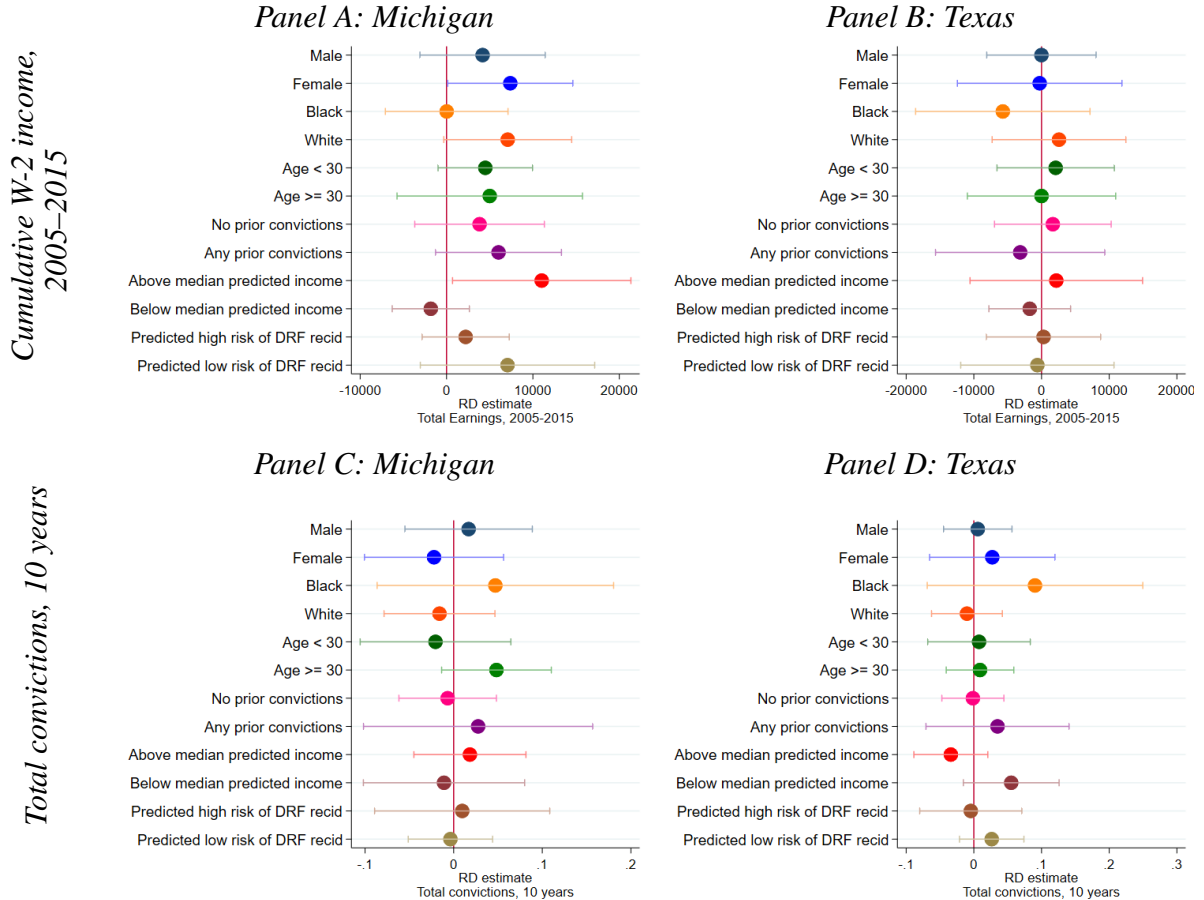 Panel A: Michigan
Panel B: Texas
Cumulative W-2 income,
2005–2015
Male
Female
Black
White
Age < 30
Age >= 30
No prior convictions
Any prior convictions
Above median predicted income
Below median predicted income
Predicted high risk of DRF recid
Predicted low risk of DRF recid
-10000 0 10000 20000
RD estimate
Total Earnings, 2005-2015
Male
Female
Black
White
Age < 30
Age >= 30
No prior convictions
Any prior convictions
Above median predicted income
Below median predicted income
Predicted high risk of DRF recid
Predicted low risk of DRF recid
-20000 -10000 0 10000 20000
RD estimate
Total Earnings, 2005-2015
Panel C: Michigan
Panel D: Texas
Total convictions, 10 years
Male
Female
Black
White
Age < 30
Age >= 30
No prior convictions
Any prior convictions
Above median predicted income
Below median predicted income
Predicted high risk of DRF recid
Predicted low risk of DRF recid
-.1 0 .1 .2
RD estimate
Total convictions, 10 years
Male
Female
Black
White
Age < 30
Age >= 30
No prior convictions
Any prior convictions
Above median predicted income
Below median predicted income
Predicted high risk of DRF recid
Predicted low risk of DRF recid
-.1 0 .1 .2 .3
RD estimate
Total convictions, 10 years